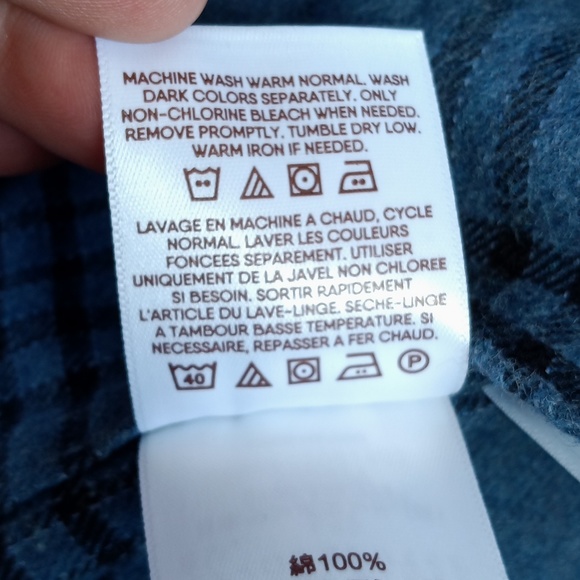 MACHINE WASH WARM NORMAL. WASH
DARK COLORS SEPARATELY. ONLY
NON-CHLORINE BLEACH WHEN NEEDED.
REMOVE PROMPTLY. TUMBLE DRY LOW.
WARM IRON IF NEEDED.
LAVAGE EN MACHINE A CHAUD, CYCLE
NORMAL. LAVER LES COULEURS
FONCEES SEPAREMENT. UTILISER
UNIQUEMENT DE LA JAVEL NON CHLOREE
SI BESOIN. SORTIR RAPIDEMENT
L'ARTICLE DU LAVE-LINGE. SECHE-LINGE
A TAMBOUR BASSE TEMPERATURE. SI
NECESSAIRE, REPASSER A FER CHAUD.
40 P
綿100%